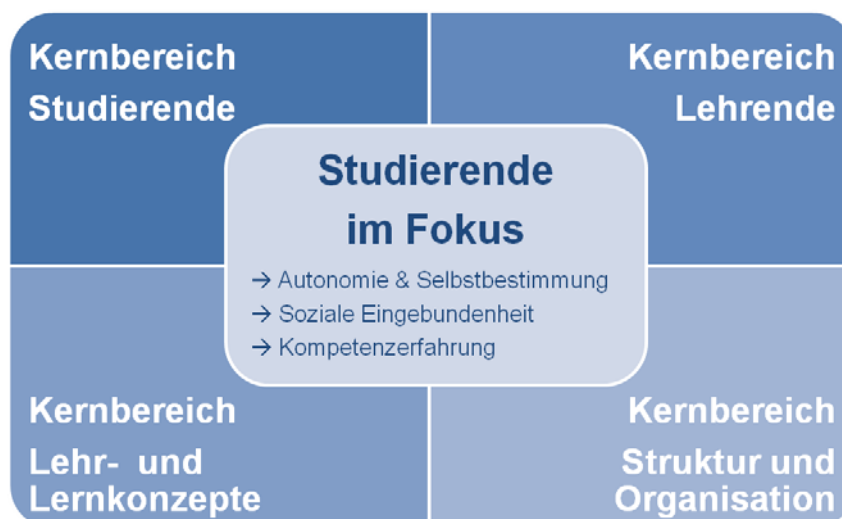 Kernbereich
Studierende
Kernbereich
Lehrende
Studierende
im Fokus
→ Autonomie & Selbstbestimmung
→ Soziale Eingebundenheit
→ Kompetenzerfahrung
Kernbereich
Lehr- und
Lernkonzepte
Kernbereich
Struktur und
Organisation